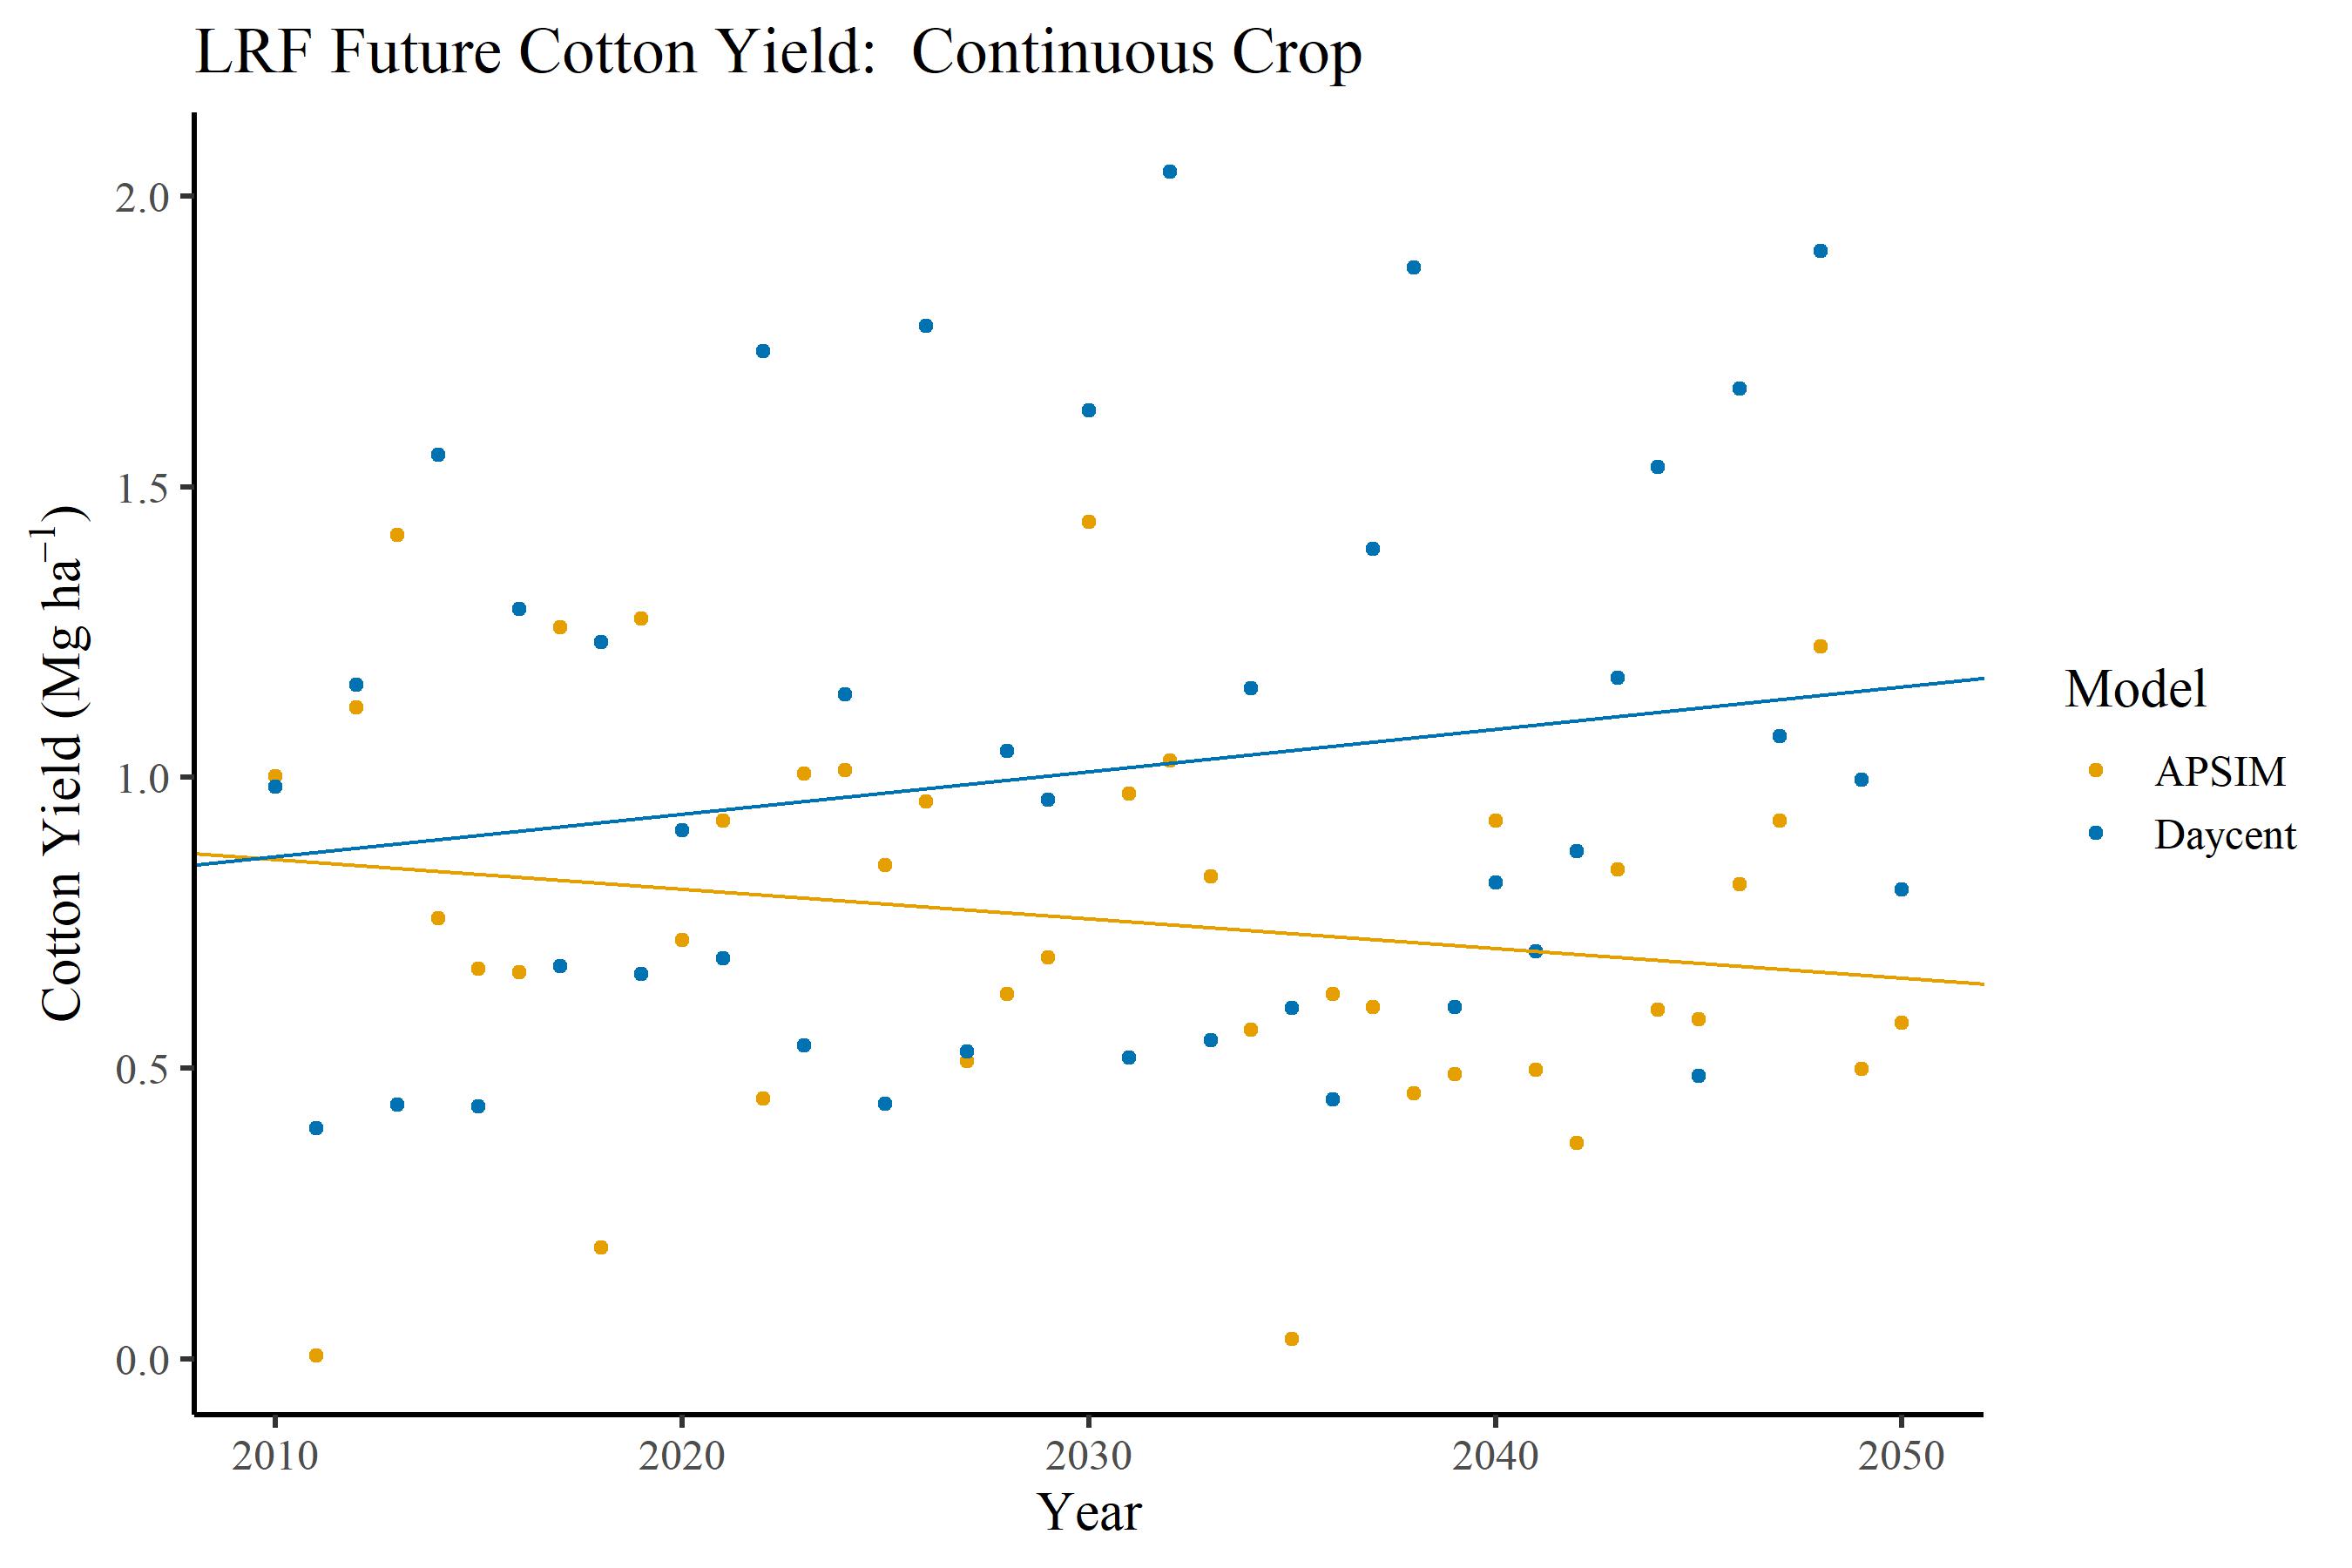 LRF Future Cotton Yield:  Continuous Crop
Cotton Yield (Mg ha⁻¹)
2.0
1.5
1.0
0.5
0.0
2010 2020 2030 2040 2050
Year
Model
APSIM
Daycent